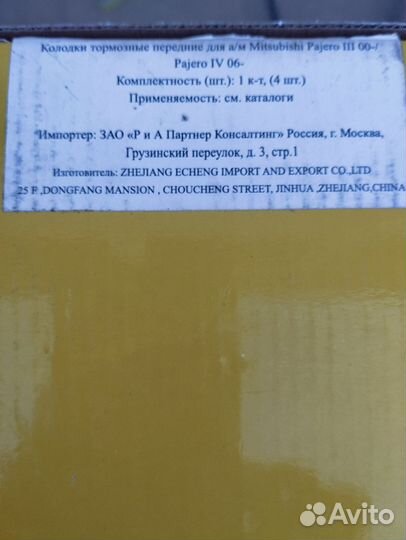 Колодки тормозные передние для а/м Mitsubishi Pajero III 00-/
Pajero IV 06-
Комплектность (шт.): 1 к-т, (4 шт.)
Применяемость: см. каталоги
Импортер: ЗАО «Р и А Партнер Консалтинг» Россия, г. Москва,
Грузинский переулок, д. 3, стр.1
Изготовитель: ZHEJIANG ECHENG IMPORT AND EXPORT CO.,LTD
25 F ,DONGFANG MANSION , CHOUCHENG STREET, JINHUA ,ZHEJIANG,CHINA
Avito